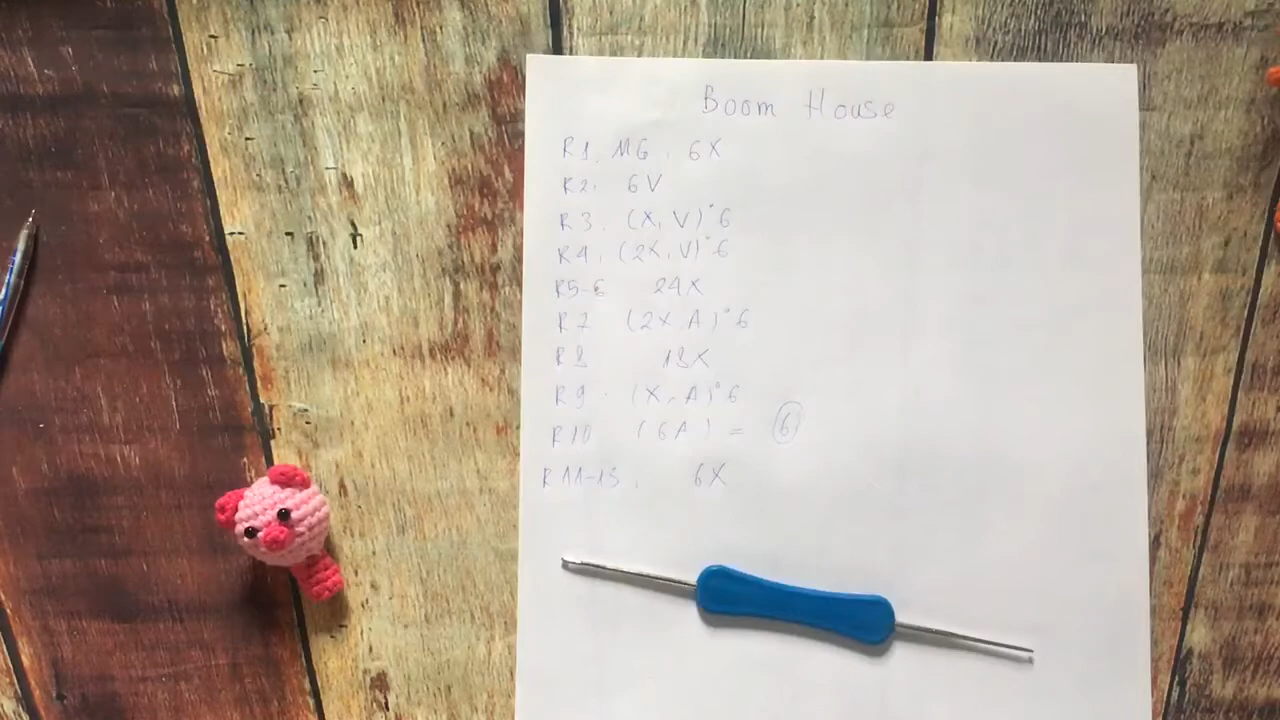 Boom House
R1. MG. 6X
R2. 6V
R3. (X, V)*6
R4. (2X, V)*6
R5-6 24X
R7 (2X, A)*6
R8 18X
R9. (X, A)*6
R10 (6A) = 6
R11-13. 6X